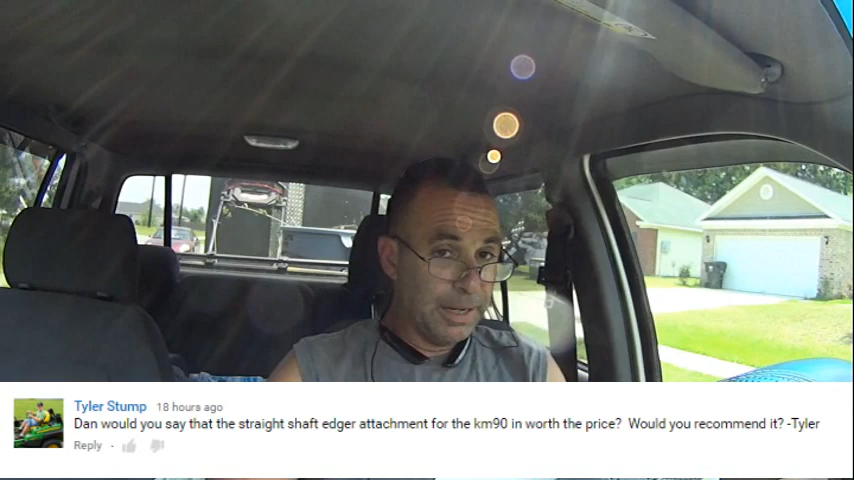 Tyler Stump 18 hours ago
Dan would you say that the straight shaft edger attachment for the km90 in worth the price? Would you recommend it? -Tyler
Reply ·